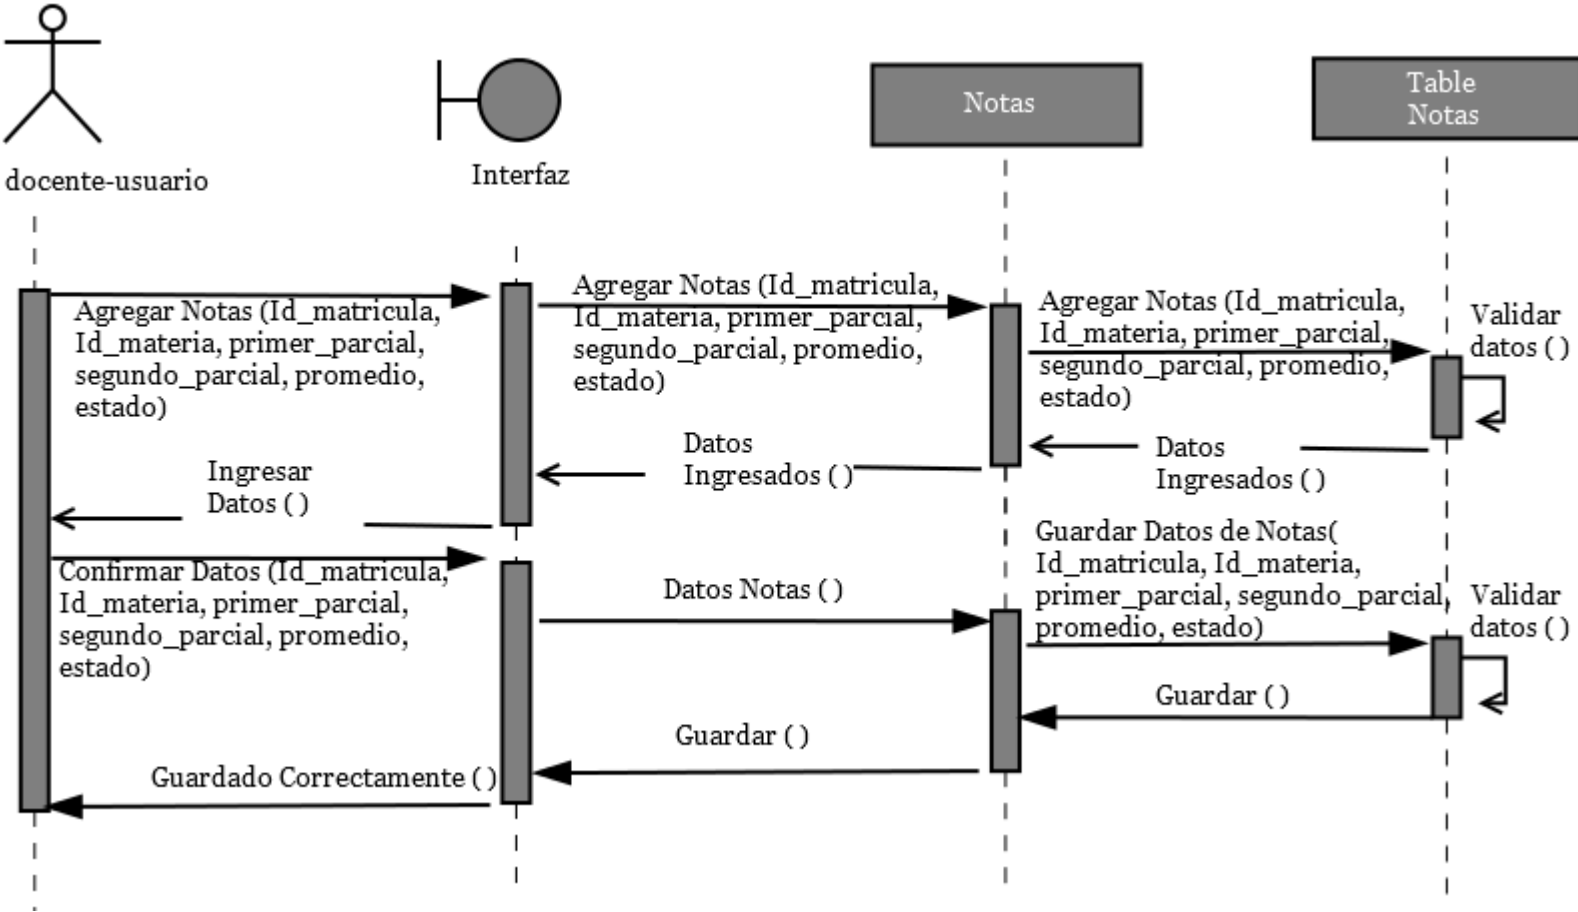 Notas
Table
Notas
docente-usuario
Interfaz
Agregar Notas (Id_matricula,
Id_materia, primer_parcial,
segundo_parcial, promedio,
estado)
Agregar Notas (Id_matricula,
Id_materia, primer_parcial,
segundo_parcial, promedio,
estado)
Agregar Notas (Id_matricula,
Id_materia, primer_parcial,
segundo_parcial, promedio,
estado)
Validar
datos ( )
Datos
Ingresados ( )
Datos
Ingresados ( )
Ingresar
Datos ( )
Confirmar Datos (Id_matricula,
Id_materia, primer_parcial,
segundo_parcial, promedio,
estado)
Datos Notas ( )
Guardar Datos de Notas(
Id_matricula, Id_materia,
primer_parcial, segundo_parcial,
promedio, estado)
Validar
datos ( )
Guardar ( )
Guardar ( )
Guardado Correctamente ( )